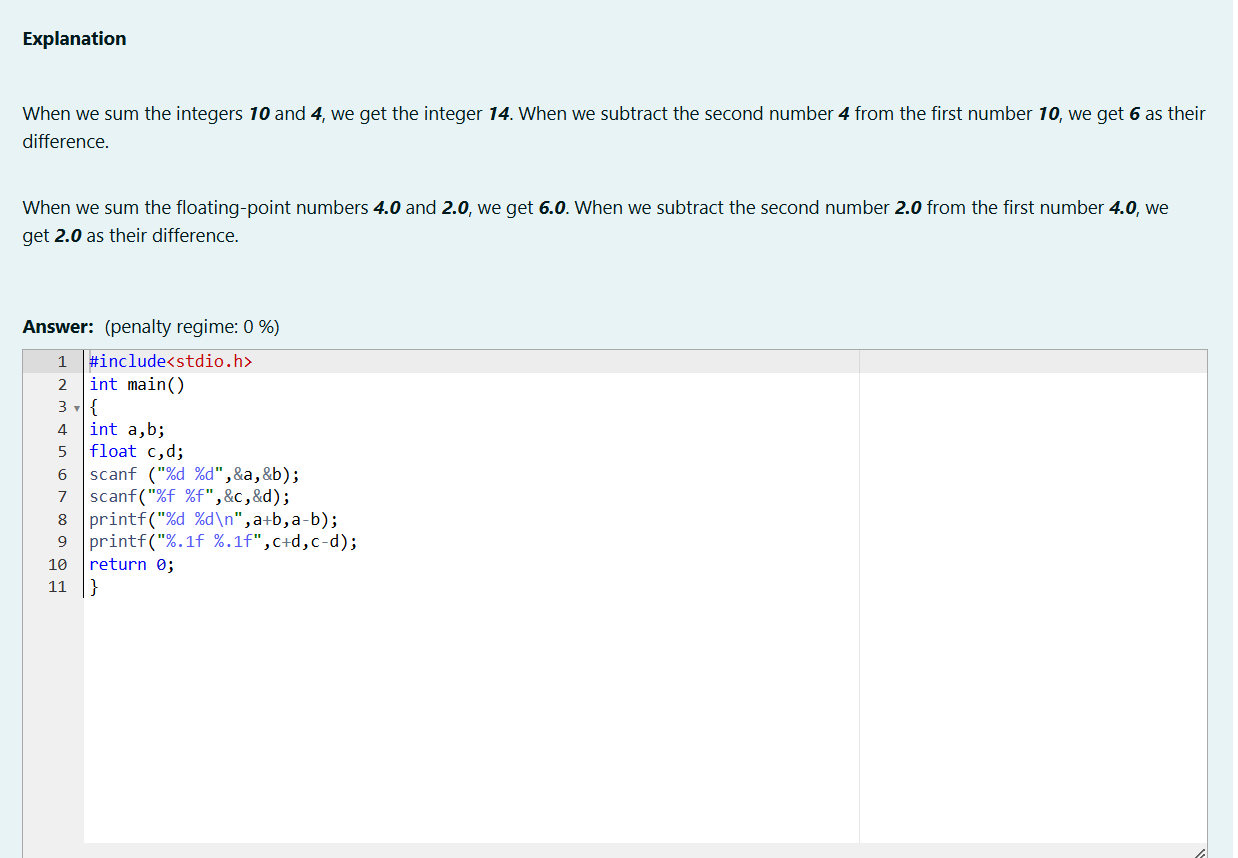 Explanation
When we sum the integers 10 and 4, we get the integer 14. When we subtract the second number 4 from the first number 10, we get 6 as their
difference.
When we sum the floating-point numbers 4.0 and 2.0, we get 6.0. When we subtract the second number 2.0 from the first number 4.0, we
get 2.0 as their difference.
Answer: (penalty regime: 0 %)
1 #include<stdio.h>
2 int main()
3 {
4 int a,b;
5 float c,d;
6 scanf ("%d %d",&a,&b);
7 scanf("%f %f",&c,&d);
8 printf("%d %d\n",a+b,a-b);
9 printf("%.1f %.1f",c+d,c-d);
10 return 0;
11 }